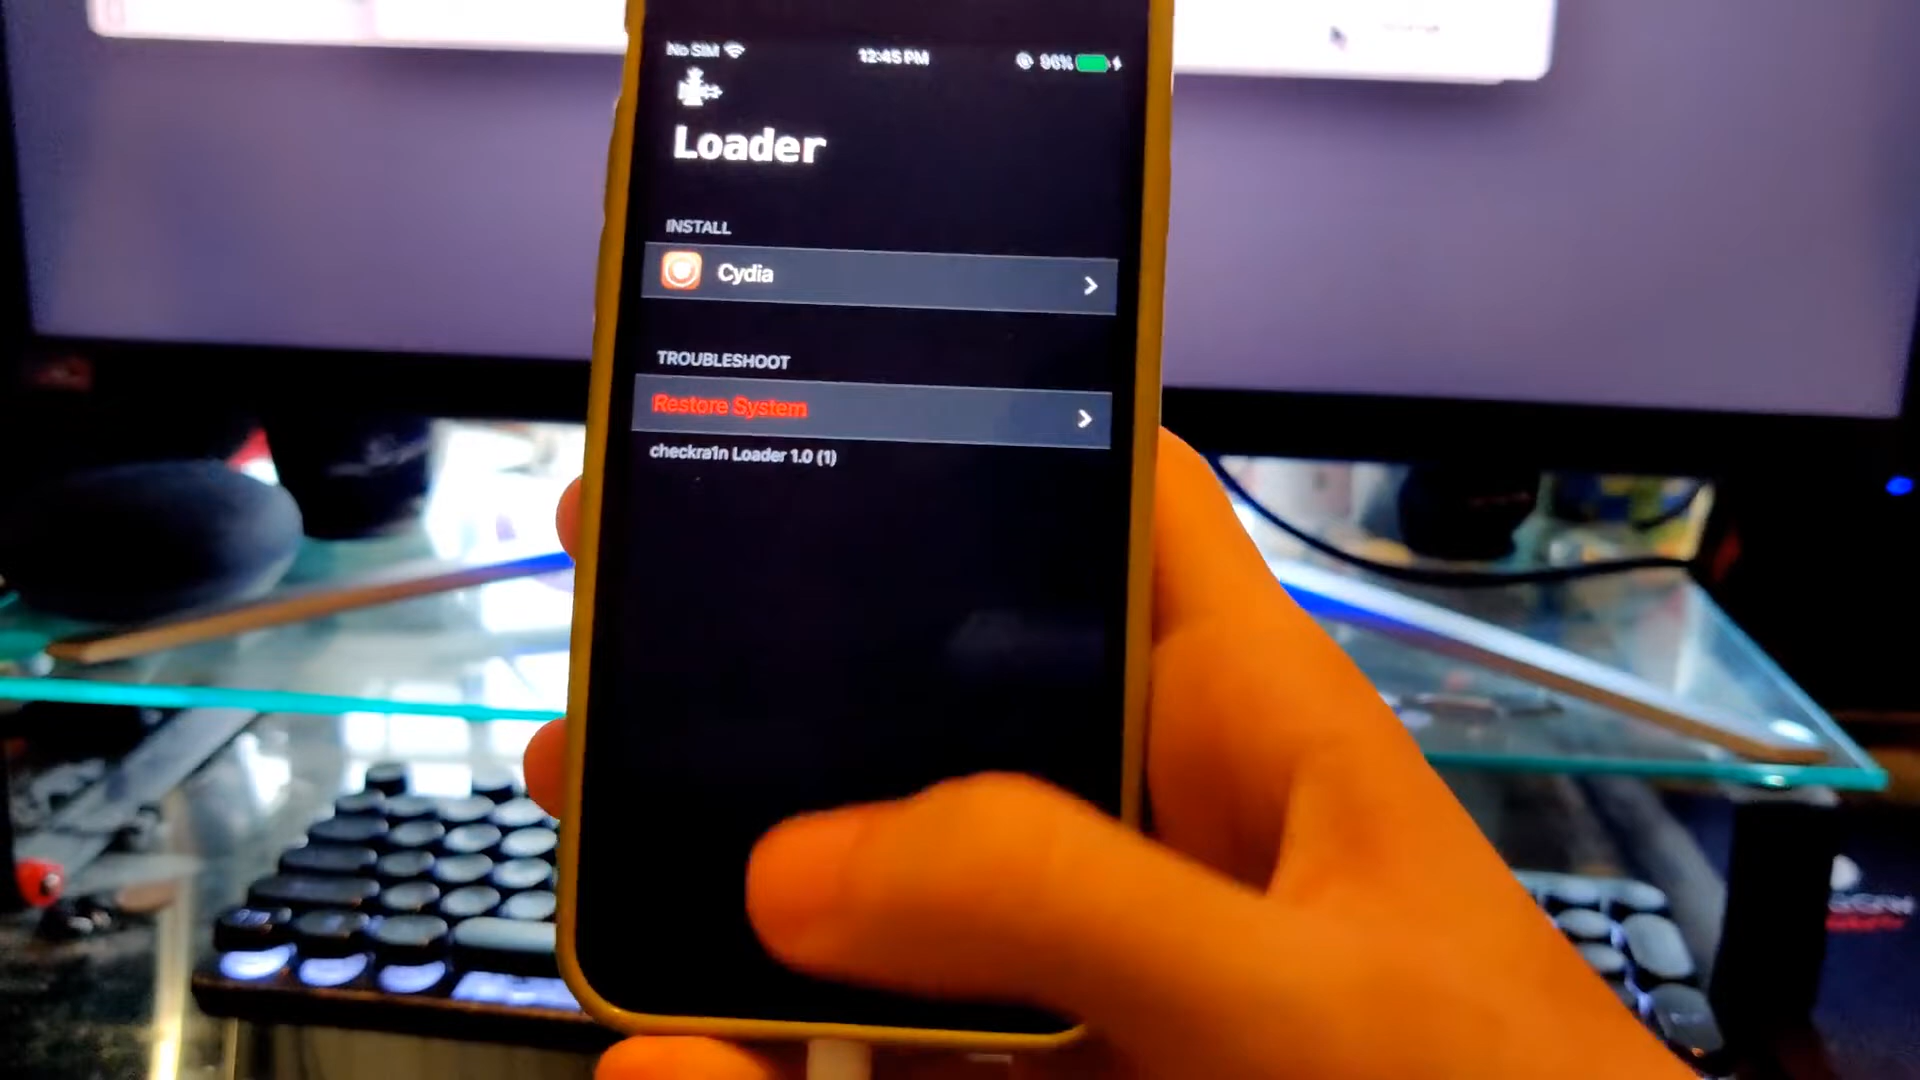 No SIM 12:45 PM 96%
Loader
INSTALL
Cydia
TROUBLESHOOT
Restore System
checkra1n Loader 1.0 (1)